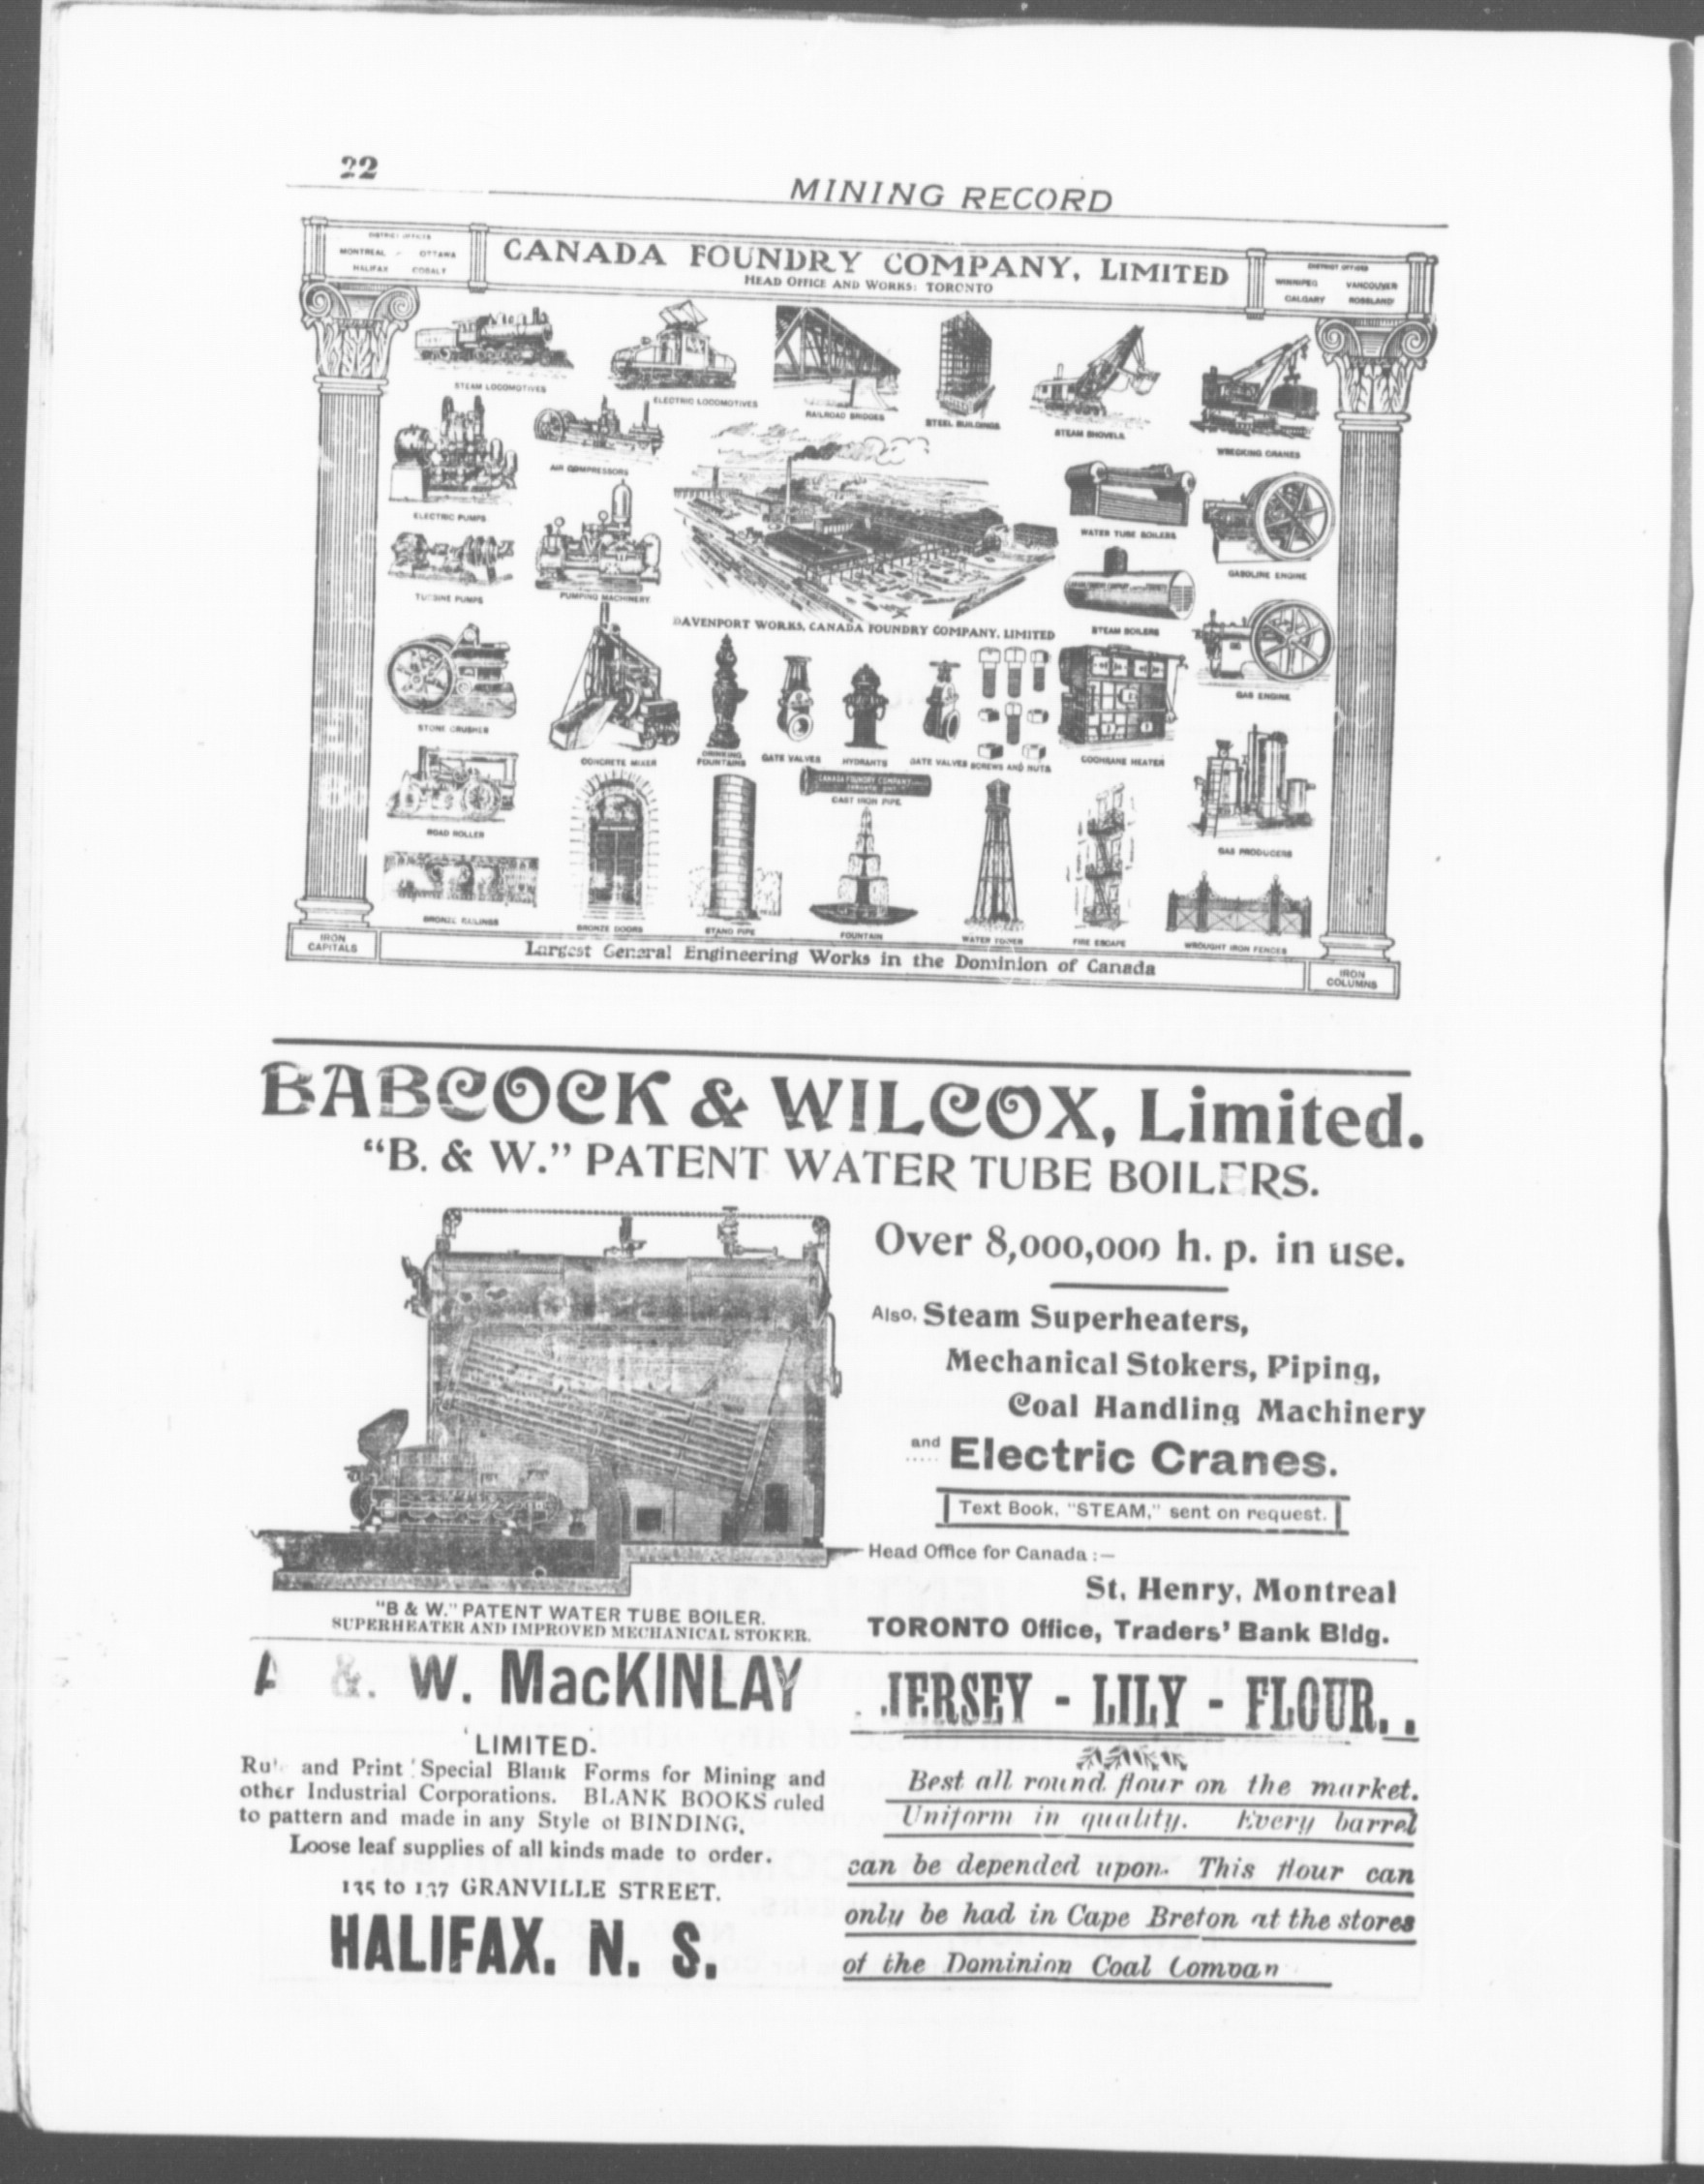 22
MINING RECORD
DISTRICT OFFICES
MONTREAL OTTAWA
HALIFAX COBALT
CANADA FOUNDRY COMPANY, LIMITED
HEAD OFFICE AND WORKS: TORONTO
DISTRICT OFFICES
WINNIPEG VANCOUVER
CALGARY ROSSLAND
STEAM LOCOMOTIVES
ELECTRIC LOCOMOTIVES
RAILROAD BRIDGES
STEEL BUILDINGS
STEAM SHOVELS
WRECKING CRANES
AIR COMPRESSORS
ELECTRIC PUMPS
WATER TUBE BOILERS
GASOLINE ENGINE
TURBINE PUMPS
PUMPING MACHINERY
DAVENPORT WORKS, CANADA FOUNDRY COMPANY, LIMITED
STEAM BOILERS
GAS ENGINE
STONE CRUSHER
CONCRETE MIXER
DRINKING
FOUNTAINS
GATE VALVES
HYDRANTS
GATE VALVES
SCREWS AND NUTS
COCHRANE HEATER
CANADA FOUNDRY COMPANY
TORONTO ONT
CAST IRON PIPE
ROAD ROLLER
GAS PRODUCERS
BRONZE RAILINGS
BRONZE DOORS
STAND PIPE
FOUNTAIN
WATER TOWER
FIRE ESCAPE
WROUGHT IRON FENCES
IRON
CAPITALS
Largest General Engineering Works in the Dominion of Canada
IRON
COLUMNS
BABCOCK & WILCOX, Limited.
"B. & W." PATENT WATER TUBE BOILERS.
Over 8,000,000 h. p. in use.
Also, Steam Superheaters,
Mechanical Stokers, Piping,
Coal Handling Machinery
and Electric Cranes.
Text Book, "STEAM," sent on request.
Head Office for Canada :—
St, Henry, Montreal
TORONTO Office, Traders' Bank Bldg.
"B & W." PATENT WATER TUBE BOILER.
SUPERHEATER AND IMPROVED MECHANICAL STOKER.
A & W. MacKINLAY
LIMITED.
Rule and Print Special Blank Forms for Mining and
other Industrial Corporations. BLANK BOOKS ruled
to pattern and made in any Style of BINDING.
Loose leaf supplies of all kinds made to order.
135 to 137 GRANVILLE STREET.
HALIFAX. N. S.
JERSEY - LILY - FLOUR..
Best all round flour on the market.
Uniform in quality. Every barrel
can be depended upon. This flour can
only be had in Cape Breton at the stores
of the Dominion Coal Compan